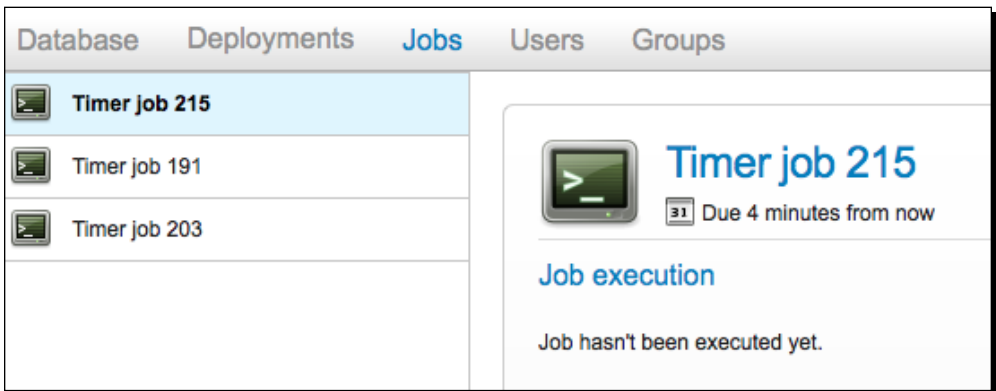 Database Deployments Jobs Users Groups
Timer job 215
Timer job 191
Timer job 203
>_ Timer job 215
31 Due 4 minutes from now
Job execution
Job hasn't been executed yet.